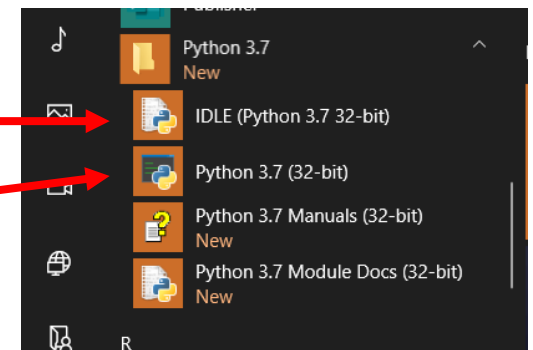 Publisher
Python 3.7
New
IDLE (Python 3.7 32-bit)
Python 3.7 (32-bit)
Python 3.7 Manuals (32-bit)
New
Python 3.7 Module Docs (32-bit)
New
R